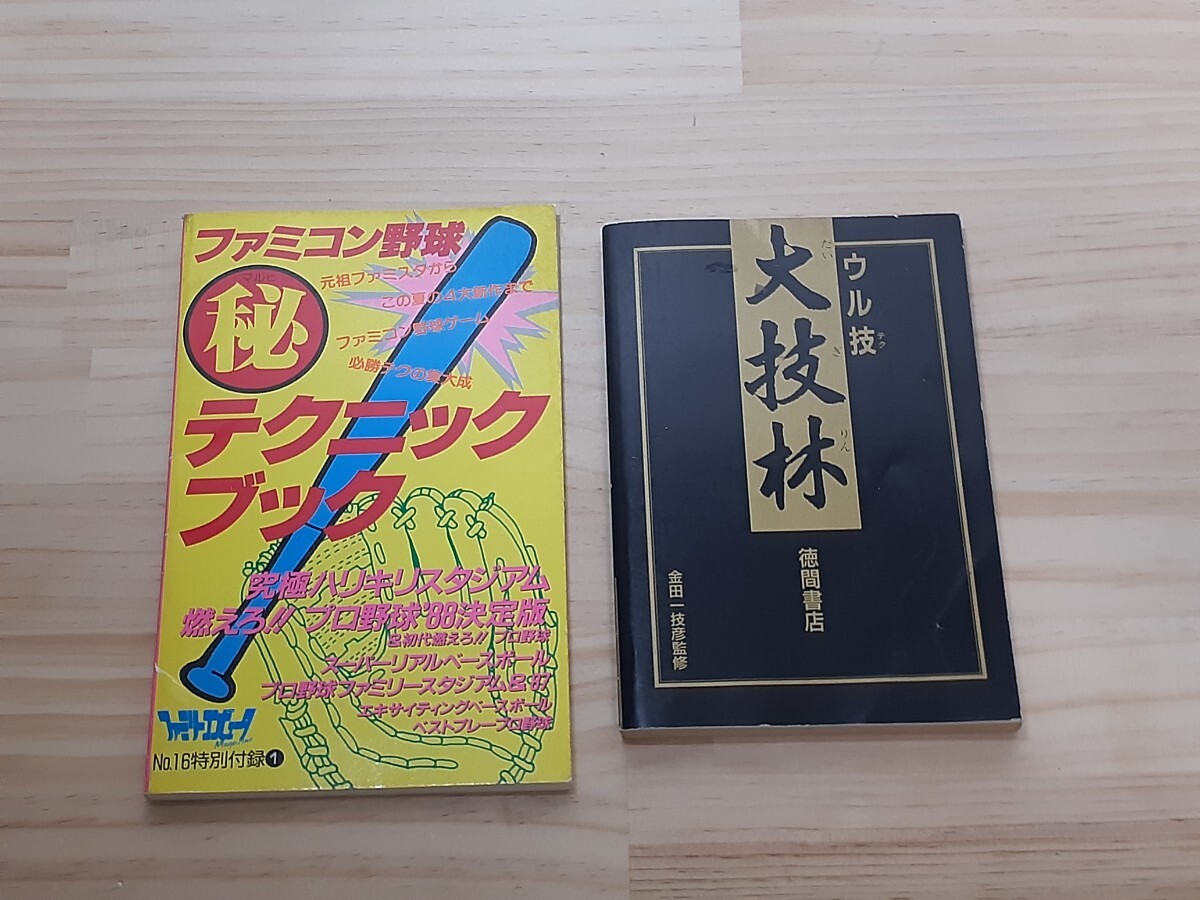 ファミコン野球
マルヒ
秘
元祖ファミスタから
この夏の4大新作まで
ファミコン野球ゲーム
必勝テクの集大成
テクニック
ブック
究極ハリキリスタジアム
燃えろ!! プロ野球'88決定版
&初代燃えろ!! プロ野球
スーパーリアルベースボール
プロ野球ファミリースタジアム&'87
エキサイティングベースボール
ベストプレープロ野球
No.16特別付録❶
ウル技
テク
大技林
だい
ぎ
りん
徳間書店
金田一技彦監修